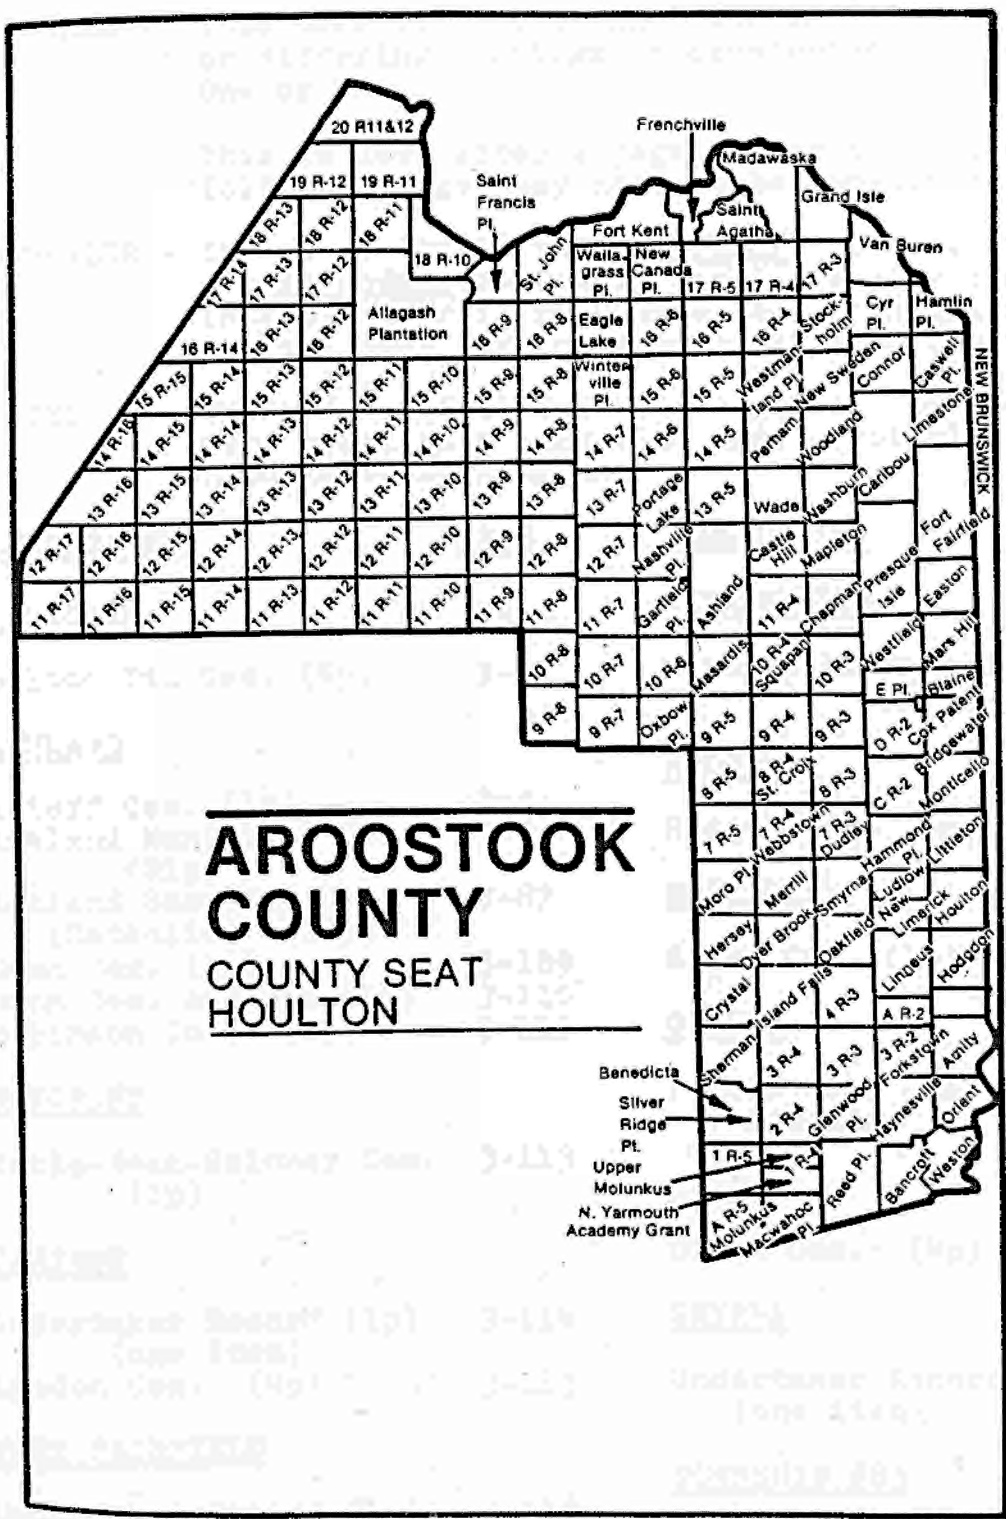 20 R11&12
Frenchville
Madawaska
19 R-12
19 R-11
Saint
Francis
Pl.
Grand Isle
18 R-13
18 R-12
18 R-11
Saint
Agatha
Fort Kent
Van Buren
18 R-10
St. John
Pl.
Walla-
grass
Pl.
New
Canada
Pl.
17 R-5
17 R-4
17 R-3
17 R-14
17 R-13
17 R-12
Cyr
Pl.
Hamlin
Pl.
Allagash
Plantation
16 R-14
16 R-13
16 R-12
16 R-9
16 R-8
Eagle
Lake
16 R-6
16 R-5
16 R-4
Stock-
holm
NEW BRUNSWICK
15 R-15
15 R-14
15 R-13
15 R-12
15 R-11
15 R-10
15 R-9
15 R-8
Winter-
ville
Pl.
15 R-6
15 R-5
Westman-
land Pl.
New Sweden
Connor
Caswell
Pl.
14 R-16
14 R-15
14 R-14
14 R-13
14 R-12
14 R-11
14 R-10
14 R-9
14 R-8
14 R-7
14 R-6
14 R-5
Perham
Woodland
Caribou
Limestone
13 R-16
13 R-15
13 R-14
13 R-13
13 R-12
13 R-11
13 R-10
13 R-9
13 R-8
13 R-7
Portage
Lake
13 R-5
Wade
Washburn
Fort
Fairfield
12 R-17
12 R-16
12 R-15
12 R-14
12 R-13
12 R-12
12 R-11
12 R-10
12 R-9
12 R-8
12 R-7
Nashville
Pl.
Castle
Hill
Mapleton
Presque
Isle
Easton
11 R-17
11 R-16
11 R-15
11 R-14
11 R-13
11 R-12
11 R-11
11 R-10
11 R-9
11 R-8
11 R-7
Garfield
Pl.
Ashland
11 R-4
Chapman
Westfield
Mars Hill
10 R-8
10 R-7
10 R-6
Masardis
10 R-4
Squapan
10 R-3
E Pl.
Blaine
9 R-8
9 R-7
Oxbow
Pl.
9 R-5
9 R-4
9 R-3
D R-2
Cox Patent
Bridgewater
8 R-5
8 R-4
St. Croix
8 R-3
C R-2
Monticello
7 R-5
7 R-4
Webbstown
7 R-3
Dudley
Hammond
Pl.
Littleton
Moro Pl.
Merrill
Smyrna
Ludlow
Houlton
Hersey
Dyer Brook
Oakfield
New
Limerick
Linneus
Hodgdon
Crystal
Island Falls
4 R-3
A R-2
Sherman
3 R-4
3 R-3
3 R-2
Forkstown
Amity
Benedicta
Silver
Ridge
Pt.
2 R-4
Glenwood
Pl.
Haynesville
Orient
1 R-5
1 R-4
Upper
Molunkus
Reed Pl.
Bancroft
Weston
N. Yarmouth
Academy Grant
A R-5
Molunkus
Macwahoc
Pl.
AROOSTOOK
COUNTY
COUNTY SEAT
HOULTON